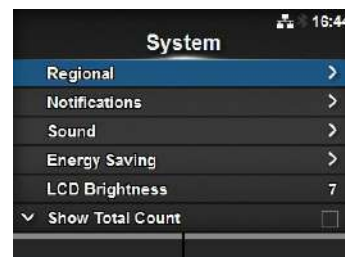 16:44
System
Regional
Notifications
Sound
Energy Saving
LCD Brightness 7
Show Total Count